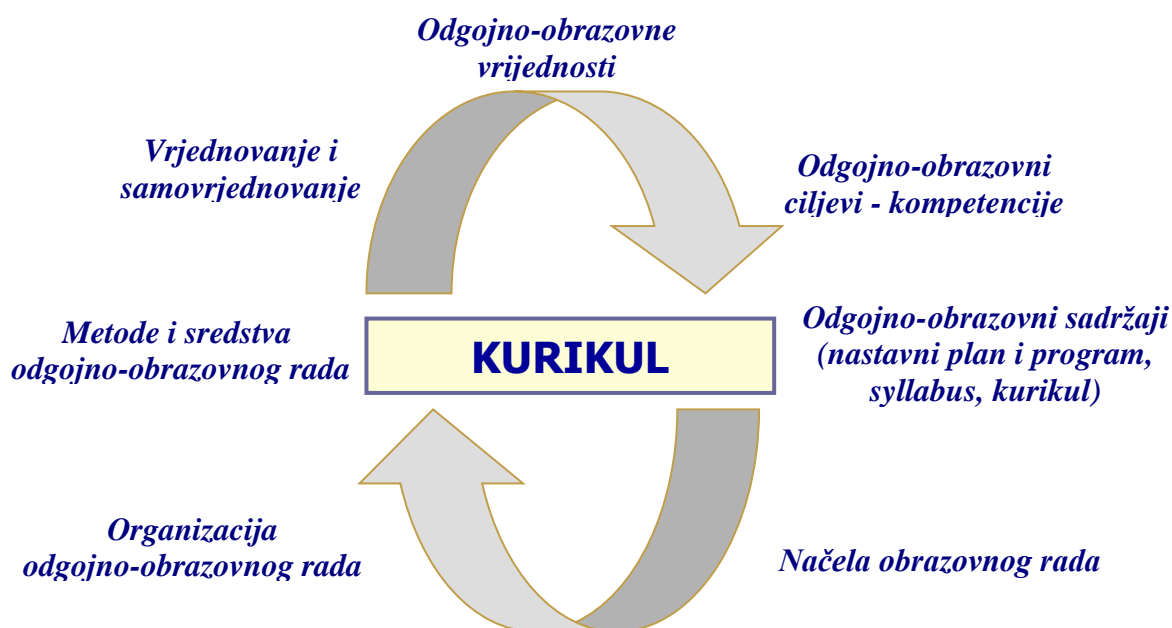 Odgojno-obrazovne
vrijednosti
Vrjednovanje i
samovrjednovanje
Odgojno-obrazovni
ciljevi - kompetencije
Metode i sredstva
odgojno-obrazovnog rada
KURIKUL
Odgojno-obrazovni sadržaji
(nastavni plan i program,
syllabus, kurikul)
Organizacija
odgojno-obrazovnog rada
Načela obrazovnog rada